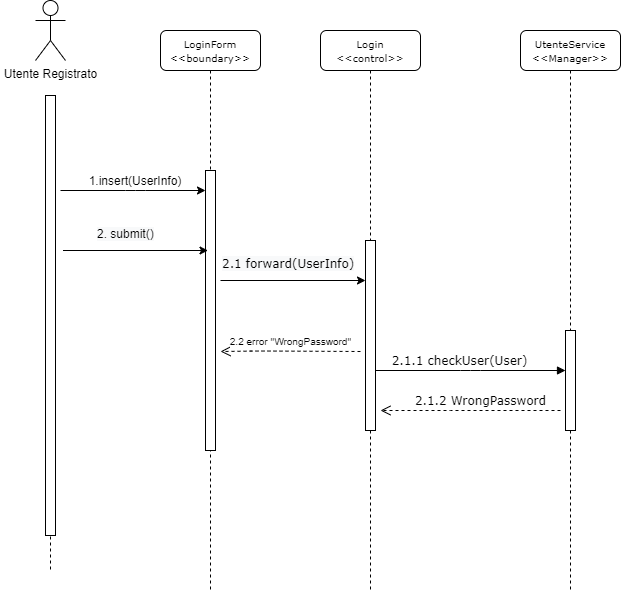 LoginForm
<<boundary>>
Login
<<control>>
UtenteService
<<Manager>>
Utente Registrato
1.insert(UserInfo)
2. submit()
2.1 forward(UserInfo)
2.2 error "WrongPassword"
2.1.1 checkUser(User)
2.1.2 WrongPassword